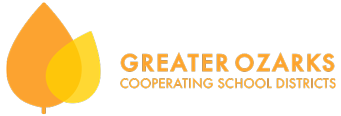 GREATER OZARKS
COOPERATING SCHOOL DISTRICTS